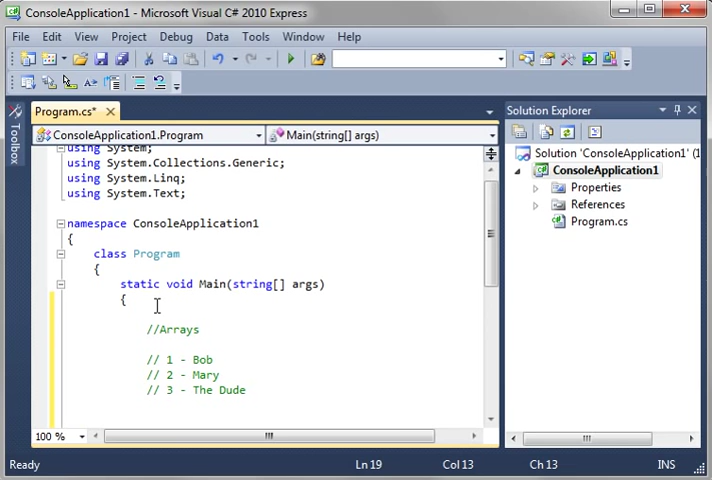 ConsoleApplication1 - Microsoft Visual C# 2010 Express
File Edit View Project Debug Data Tools Window Help
Program.cs*
ConsoleApplication1.Program
Main(string[] args)
Toolbox
using System;
using System.Collections.Generic;
using System.Linq;
using System.Text;
namespace ConsoleApplication1
{
class Program
{
static void Main(string[] args)
{
//Arrays
// 1 - Bob
// 2 - Mary
// 3 - The Dude
100 %
Solution Explorer
Solution 'ConsoleApplication1' (1
ConsoleApplication1
Properties
References
Program.cs
Ready Ln 19 Col 13 Ch 13 INS